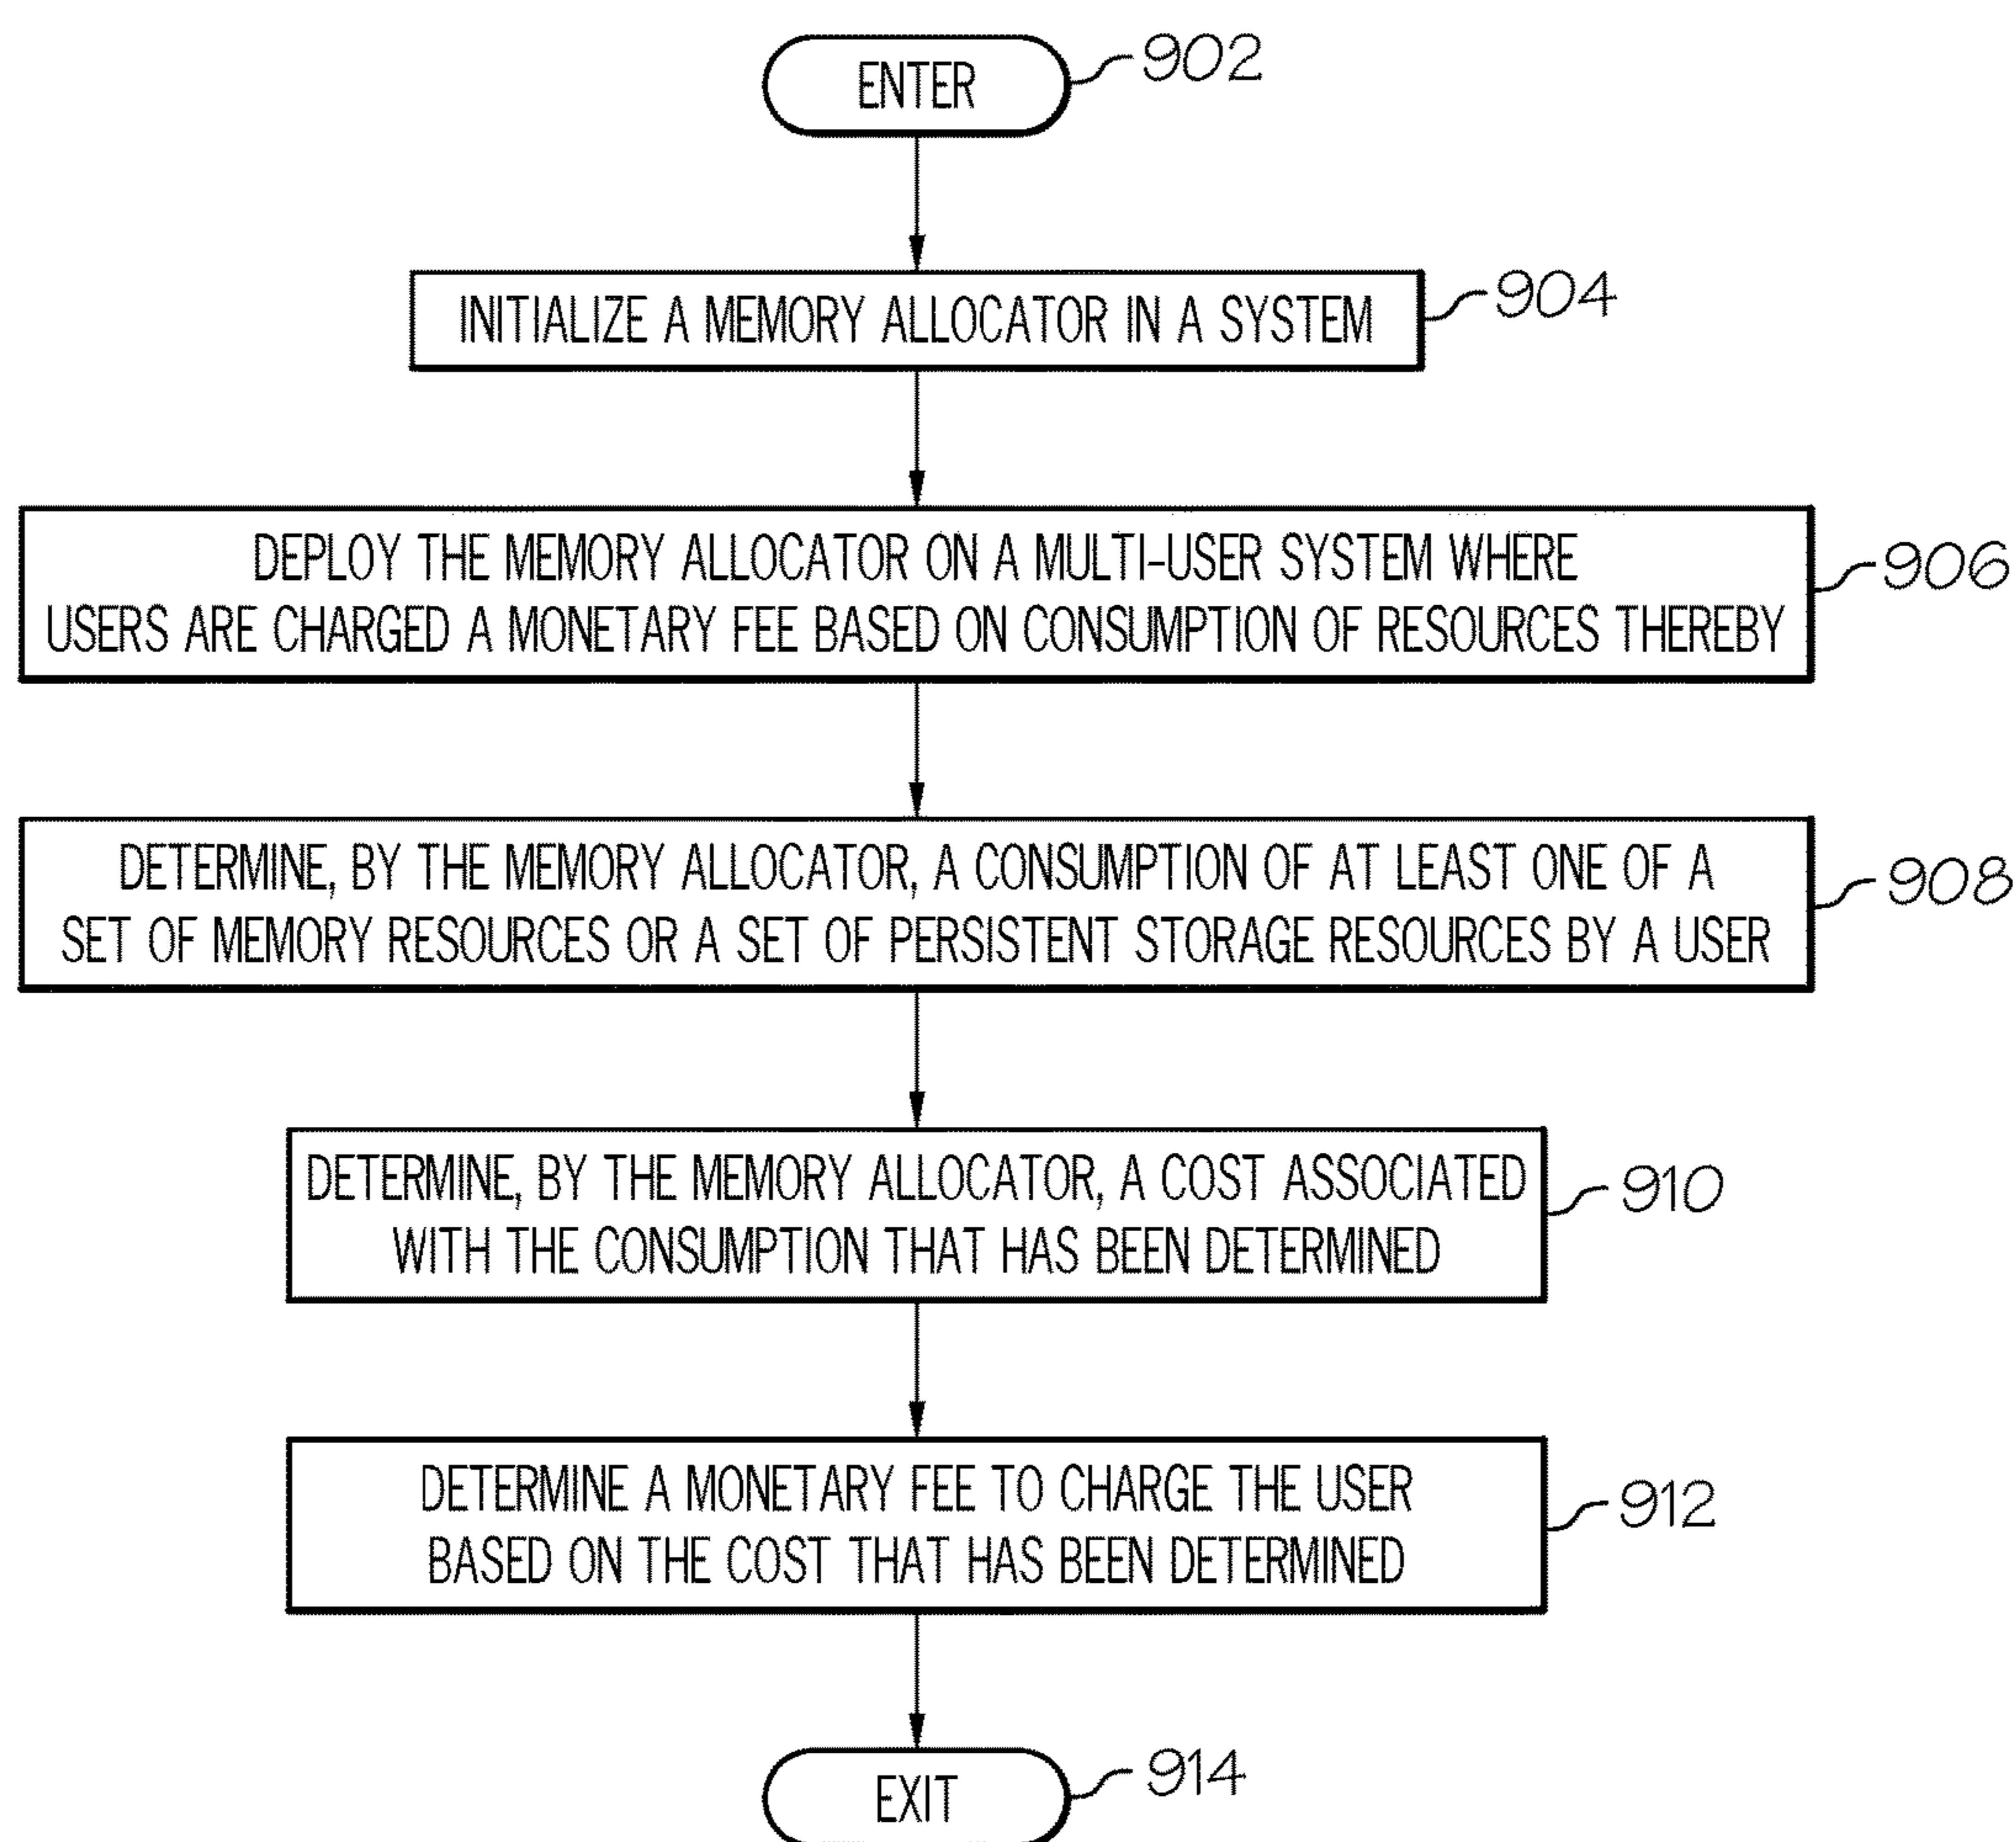 ENTER
902
INITIALIZE A MEMORY ALLOCATOR IN A SYSTEM
904
DEPLOY THE MEMORY ALLOCATOR ON A MULTI-USER SYSTEM WHERE
USERS ARE CHARGED A MONETARY FEE BASED ON CONSUMPTION OF RESOURCES THEREBY
906
DETERMINE, BY THE MEMORY ALLOCATOR, A CONSUMPTION OF AT LEAST ONE OF A
SET OF MEMORY RESOURCES OR A SET OF PERSISTENT STORAGE RESOURCES BY A USER
908
DETERMINE, BY THE MEMORY ALLOCATOR, A COST ASSOCIATED
WITH THE CONSUMPTION THAT HAS BEEN DETERMINED
910
DETERMINE A MONETARY FEE TO CHARGE THE USER
BASED ON THE COST THAT HAS BEEN DETERMINED
912
EXIT
914